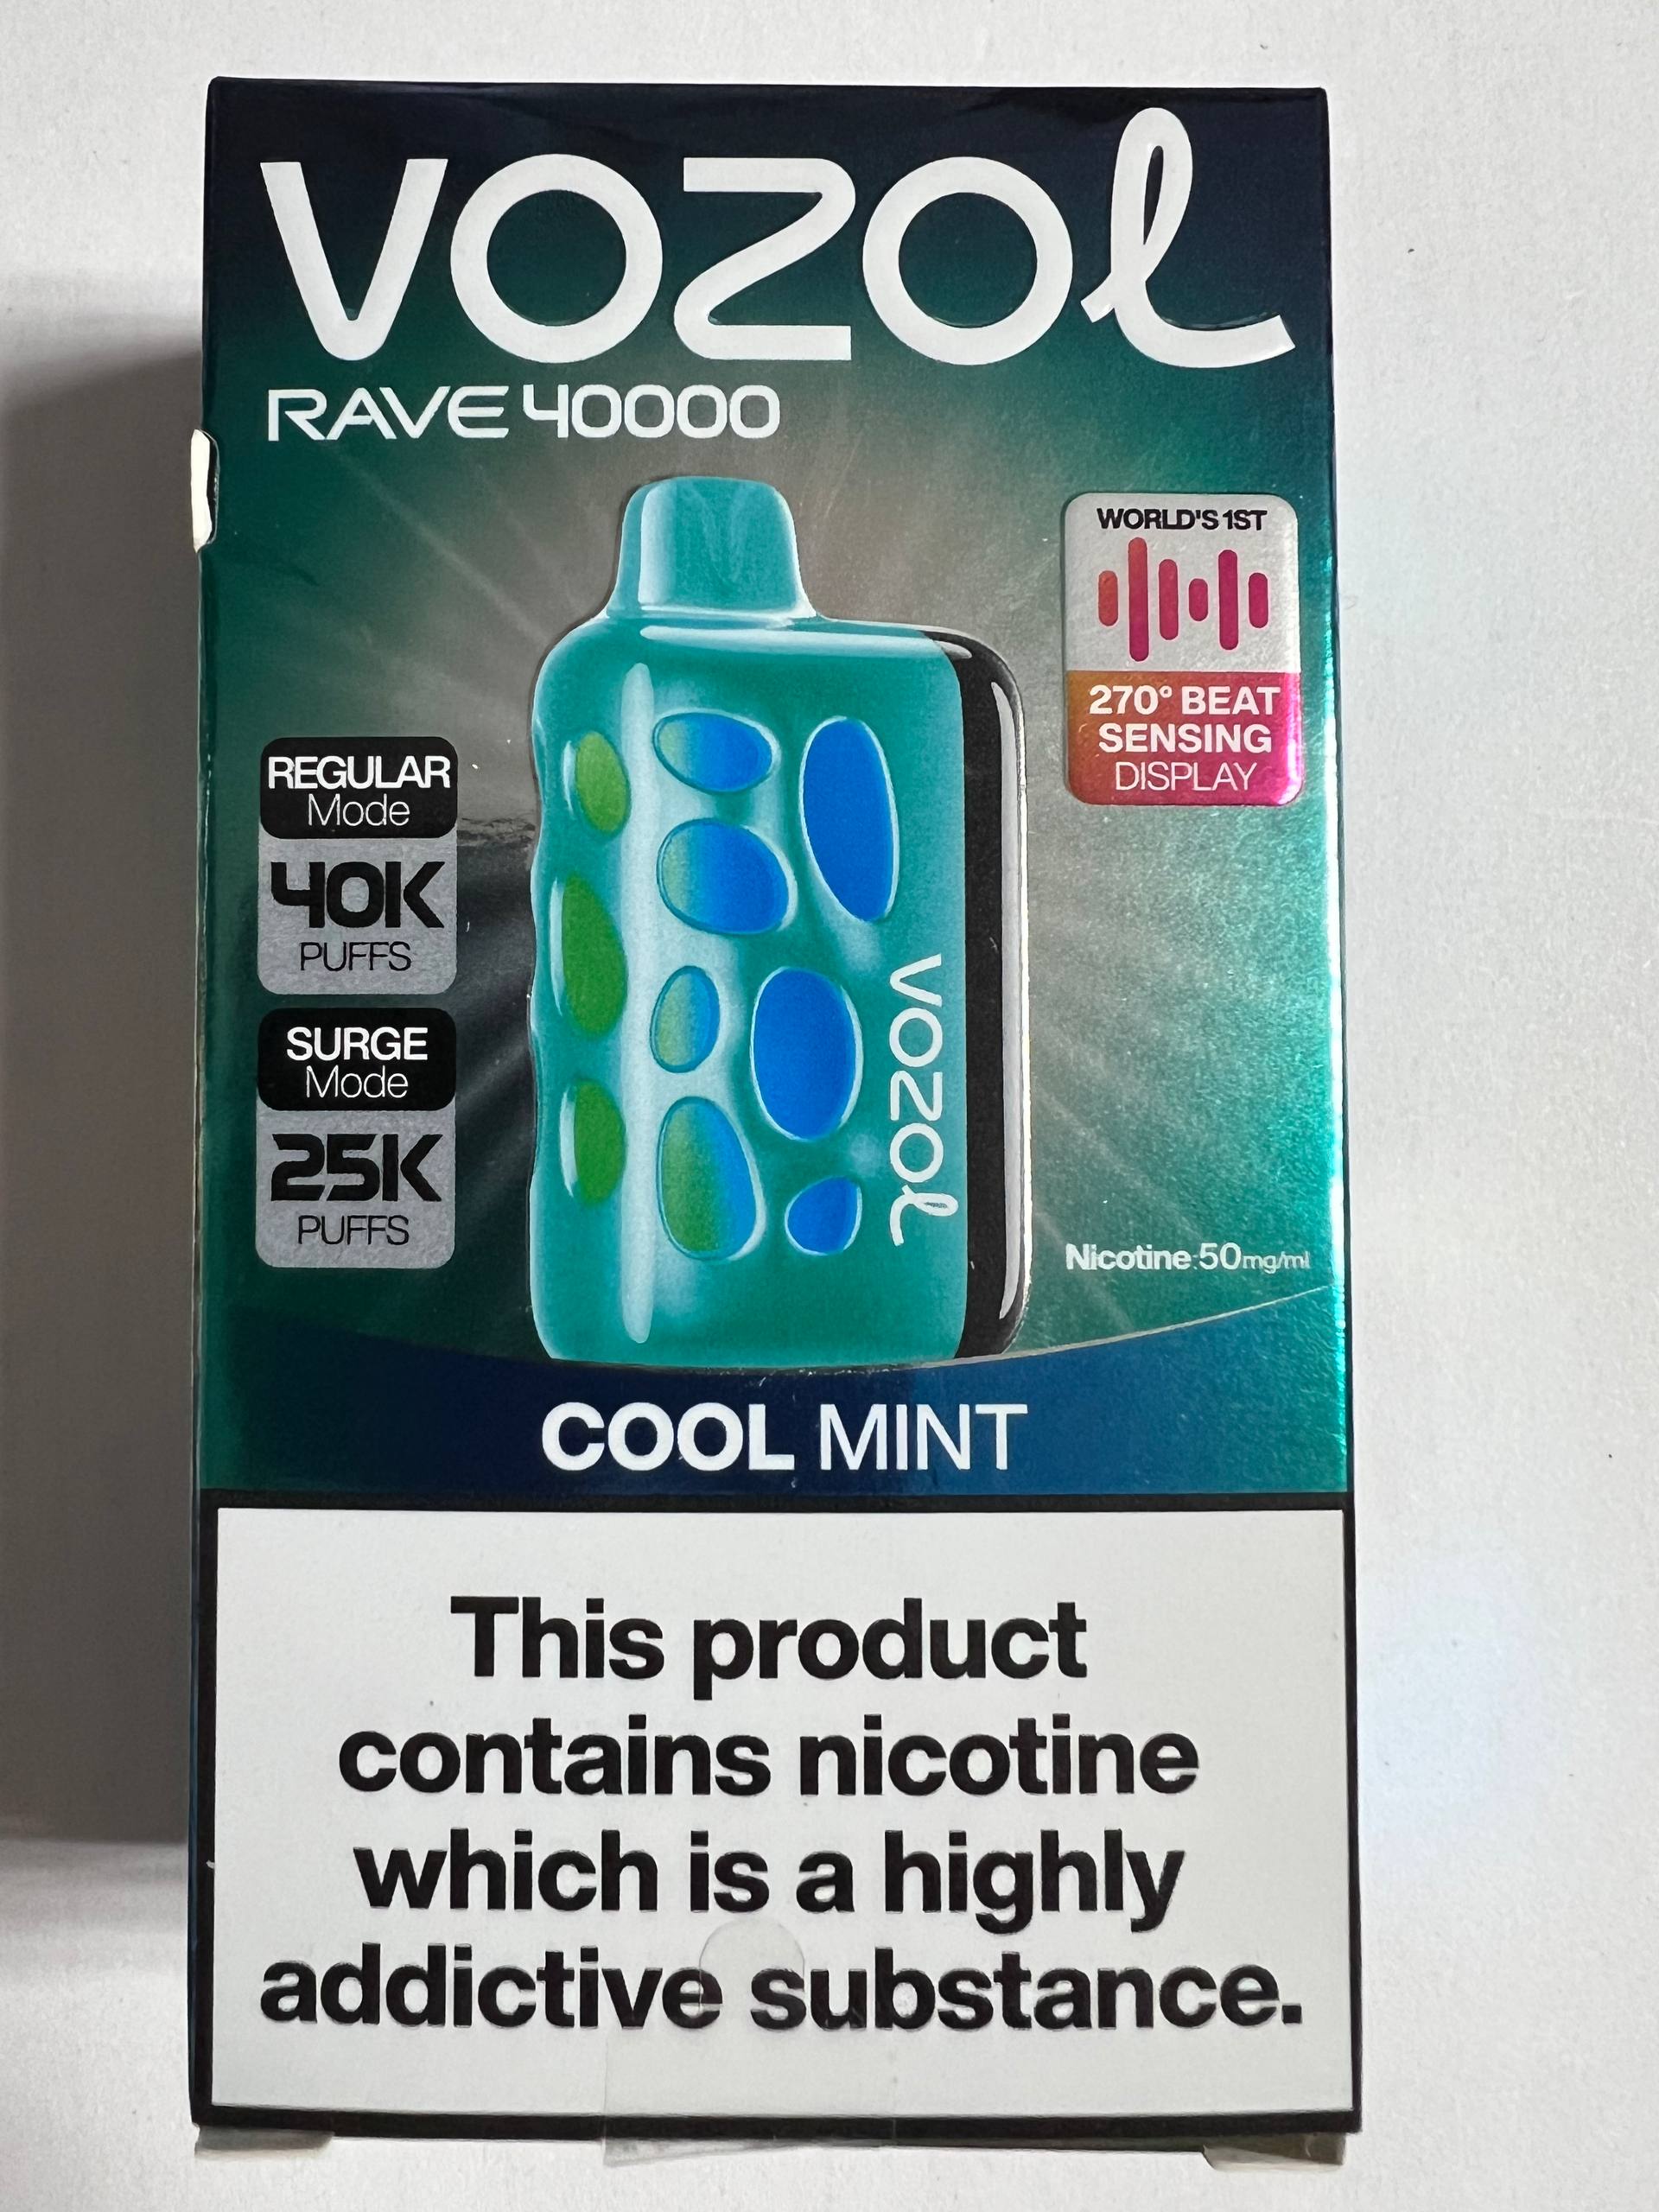 VOZOL
RAVE 40000
WORLD'S 1ST
270° BEAT
SENSING
DISPLAY
REGULAR
Mode
40K
PUFFS
SURGE
Mode
25K
PUFFS
VOZOL
Nicotine:50mg/ml
COOL MINT
This product
contains nicotine
which is a highly
addictive substance.